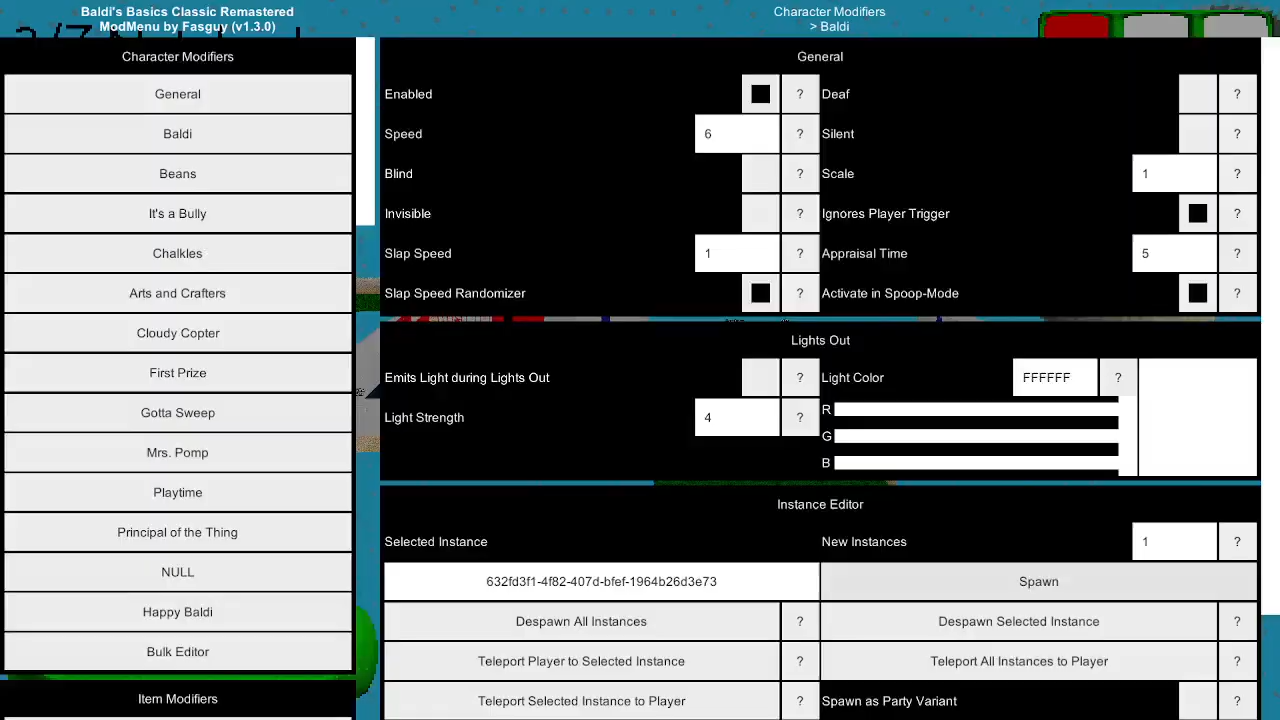 Baldi's Basics Classic Remastered
ModMenu by Fasguy (v1.3.0)
Character Modifiers
> Baldi
Character Modifiers
General
Baldi
Beans
It's a Bully
Chalkles
Arts and Crafters
Cloudy Copter
First Prize
Gotta Sweep
Mrs. Pomp
Playtime
Principal of the Thing
NULL
Happy Baldi
Bulk Editor
Item Modifiers
General
Enabled ? Deaf ?
Speed 6 ? Silent ?
Blind ? Scale 1 ?
Invisible ? Ignores Player Trigger ?
Slap Speed 1 ? Appraisal Time 5 ?
Slap Speed Randomizer ? Activate in Spoop-Mode ?
Lights Out
Emits Light during Lights Out ? Light Color FFFFFF ?
R
Light Strength 4 ?
G
B
Instance Editor
Selected Instance New Instances 1 ?
632fd3f1-4f82-407d-bfef-1964b26d3e73 Spawn
Despawn All Instances ? Despawn Selected Instance ?
Teleport Player to Selected Instance ? Teleport All Instances to Player ?
Teleport Selected Instance to Player ? Spawn as Party Variant ?